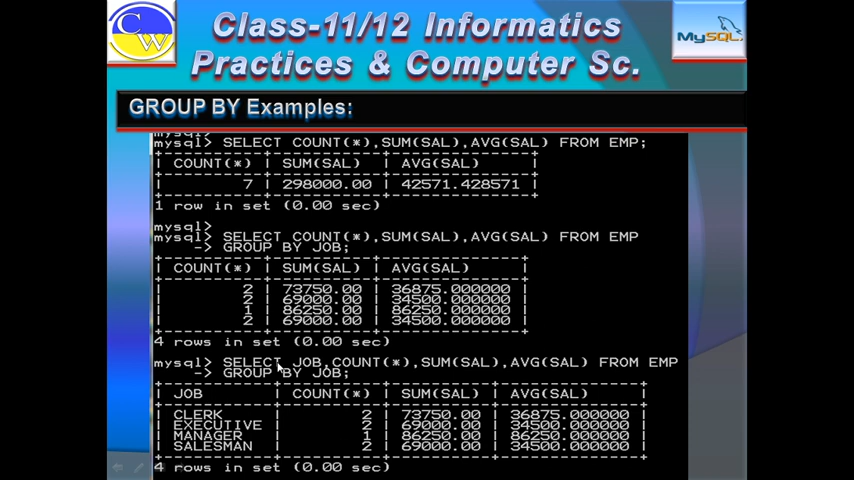 CW
Class-11/12 Informatics
Practices & Computer Sc.
MySQL
GROUP BY Examples:
mysql>
mysql> SELECT COUNT(*),SUM(SAL),AVG(SAL) FROM EMP;
| COUNT(*) | SUM(SAL) | AVG(SAL) |
| 7 | 298000.00 | 42571.428571 |
1 row in set (0.00 sec)
mysql>
mysql> SELECT COUNT(*),SUM(SAL),AVG(SAL) FROM EMP
-> GROUP BY JOB;
| COUNT(*) | SUM(SAL) | AVG(SAL) |
| 2 | 73750.00 | 36875.000000 |
| 2 | 69000.00 | 34500.000000 |
| 1 | 86250.00 | 86250.000000 |
| 2 | 69000.00 | 34500.000000 |
4 rows in set (0.00 sec)
mysql> SELECT JOB,COUNT(*),SUM(SAL),AVG(SAL) FROM EMP
-> GROUP BY JOB;
| JOB | COUNT(*) | SUM(SAL) | AVG(SAL) |
| CLERK | 2 | 73750.00 | 36875.000000 |
| EXECUTIVE | 2 | 69000.00 | 34500.000000 |
| MANAGER | 1 | 86250.00 | 86250.000000 |
| SALESMAN | 2 | 69000.00 | 34500.000000 |
4 rows in set (0.00 sec)